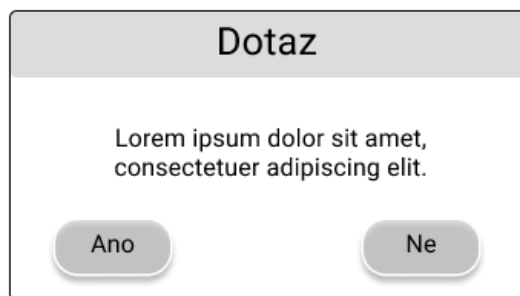 Dotaz
Lorem ipsum dolor sit amet,
consectetuer adipiscing elit.
Ano
Ne